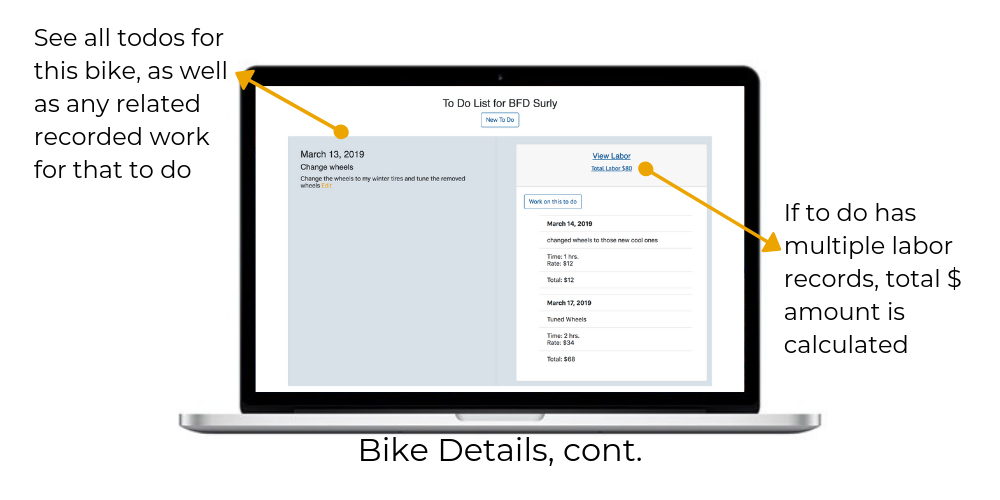 See all todos for
this bike, as well
as any related
recorded work
for that to do
To Do List for BFD Surly
New To Do
March 13, 2019
Change wheels
Change the wheels to my winter tires and tune the removed
wheels Edit
View Labor
Total Labor $80
Work on this to do
March 14, 2019
changed wheels to those new cool ones
Time: 1 hrs.
Rate: $12
Total: $12
March 17, 2019
Tuned Wheels
Time: 2 hrs.
Rate: $34
Total: $68
If to do has
multiple labor
records, total $
amount is
calculated
Bike Details, cont.